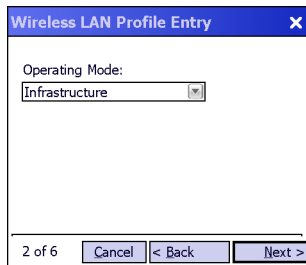 Wireless LAN Profile Entry
Operating Mode:
Infrastructure
2 of 6 Cancel < Back Next >